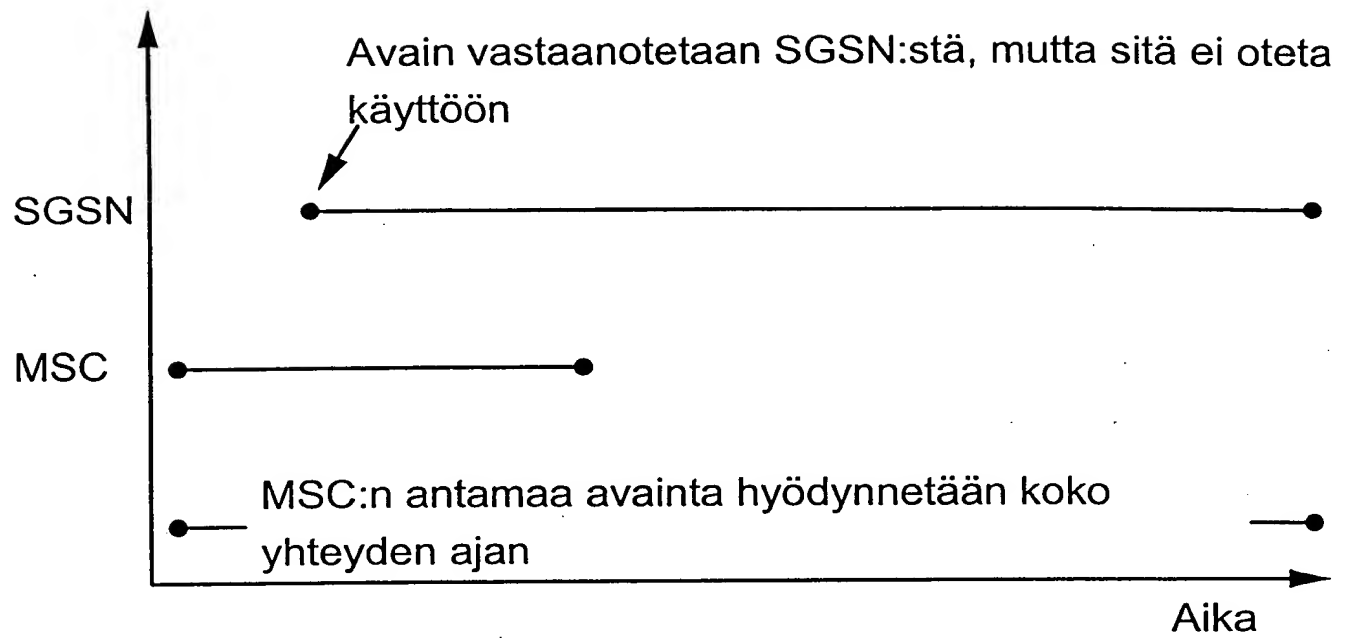 Avain vastaanotetaan SGSN:stä, mutta sitä ei oteta
käyttöön
SGSN
MSC
MSC:n antamaa avainta hyödynnetään koko
yhteyden ajan
Aika